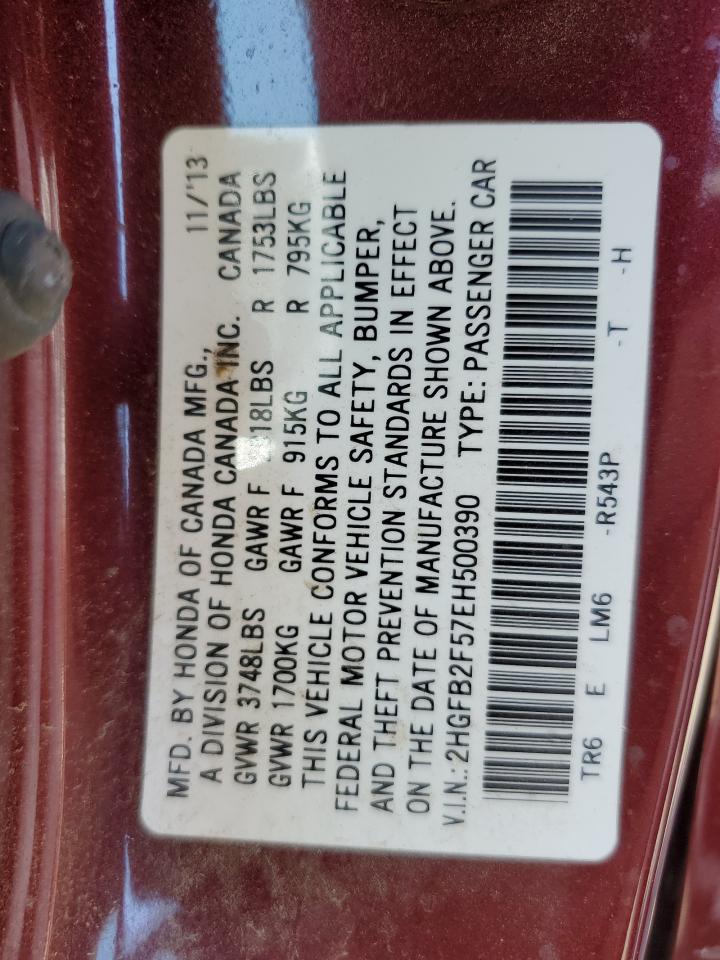 MFD. BY HONDA OF CANADA MFG., 11/'13
A DIVISION OF HONDA CANADA INC. CANADA
GVWR 3748LBS GAWR F R 1753LBS
GVWR 1700KG GAWR F 915KG R 795KG
THIS VEHICLE CONFORMS TO ALL APPLICABLE
FEDERAL MOTOR VEHICLE SAFETY, BUMPER,
AND THEFT PREVENTION STANDARDS IN EFFECT
ON THE DATE OF MANUFACTURE SHOWN ABOVE.
V.I.N.: 2HGFB2F57EH500390 TYPE: PASSENGER CAR
TR6 E LM6 -R543P -T -H